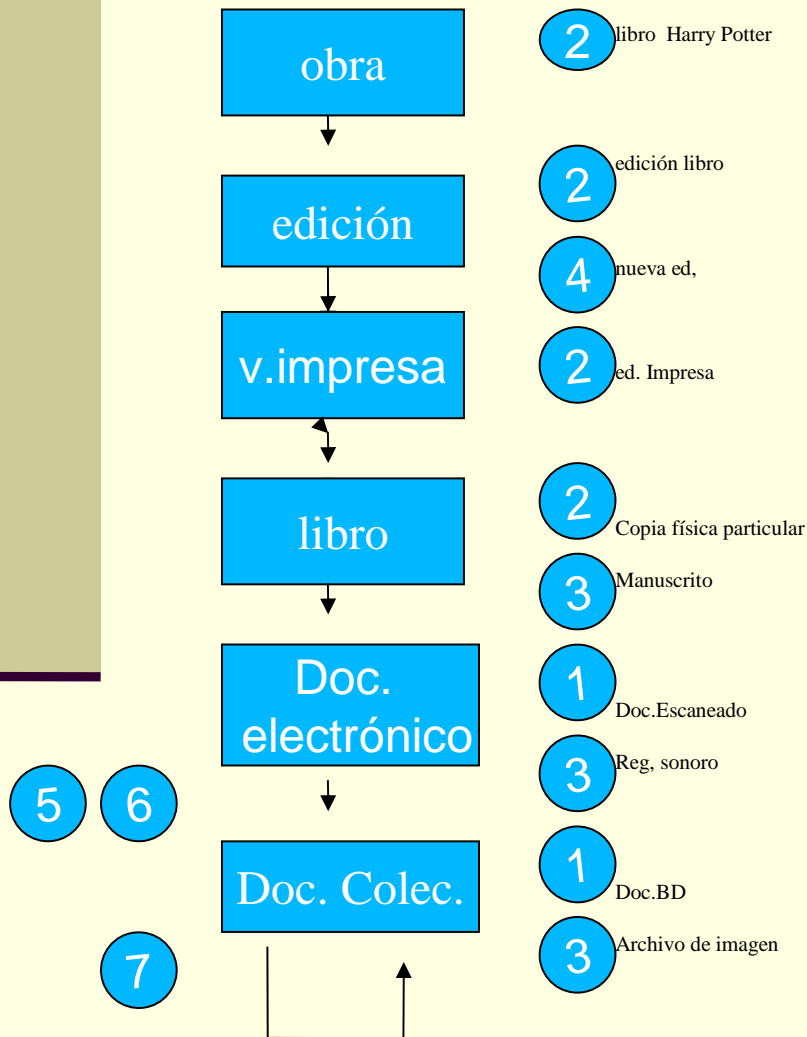 obra
2
libro Harry Potter
edición
2
edición libro
4
nueva ed,
v.impresa
2
ed. Impresa
libro
2
Copia física particular
3
Manuscrito
Doc.
electrónico
1
Doc.Escaneado
3
Reg, sonoro
5
6
Doc. Colec.
1
Doc.BD
7
3
Archivo de imagen